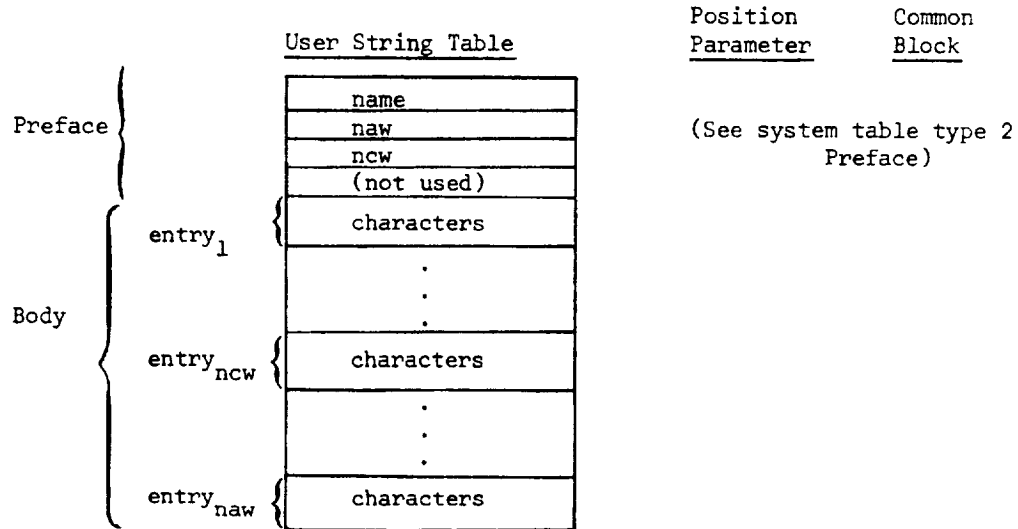 Position Common
User String Table Parameter Block
name
Preface naw (See system table type 2
ncw Preface)
(not used)
entry1 characters
.
.
.
Body
entryncw characters
.
.
.
entrynaw characters